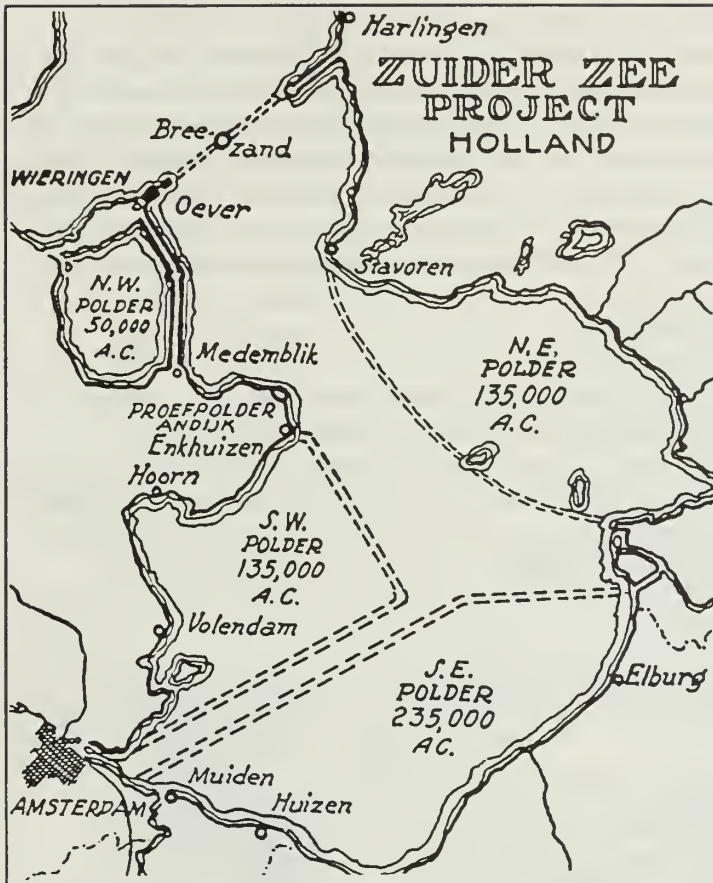 Harlingen
ZUIDER ZEE
PROJECT
HOLLAND
Bree-
zand
WIERINGEN
Oever
Stavoren
N.W.
POLDER
50,000
A.C.
N.E.
POLDER
135,000
A.C.
Medemblik
PROEFPOLDER
ANDIJK
Enkhuizen
Hoorn
S.W.
POLDER
135,000
A.C.
Volendam
S.E.
POLDER
235,000
AC.
Elburg
Muiden
AMSTERDAM
Huizen